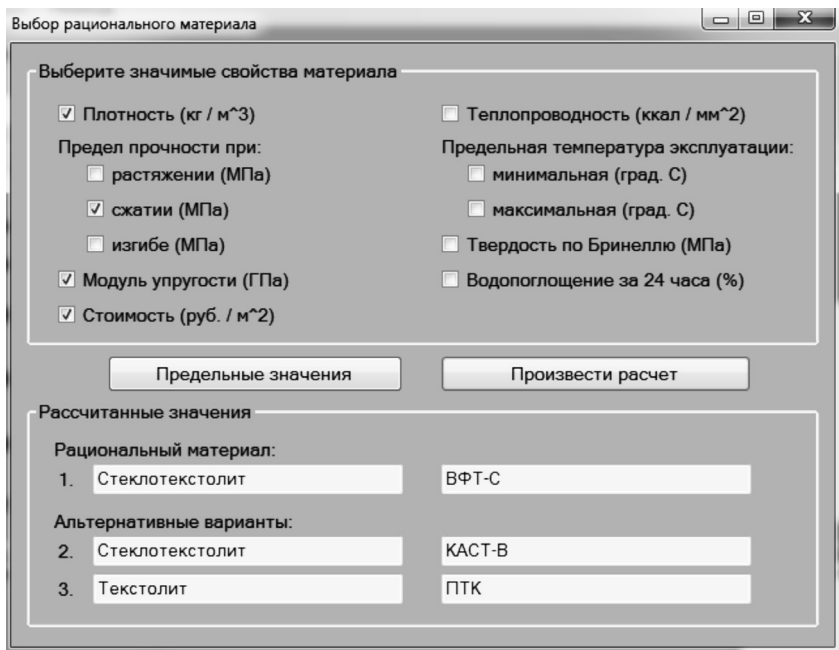 Выбор рационального материала
Выберите значимые свойства материала
Плотность (кг / м^3)
Предел прочности при:
растяжении (МПа)
сжатии (МПа)
изгибе (МПа)
Модуль упругости (ГПа)
Стоимость (руб. / м^2)
Теплопроводность (ккал / мм^2)
Предельная температура эксплуатации:
минимальная (град. С)
максимальная (град. С)
Твердость по Бринеллю (МПа)
Водопоглощение за 24 часа (%)
Предельные значения
Произвести расчет
Рассчитанные значения
Рациональный материал:
1. Стеклотекстолит ВФТ-С
Альтернативные варианты:
2. Стеклотекстолит КАСТ-В
3. Текстолит ПТК